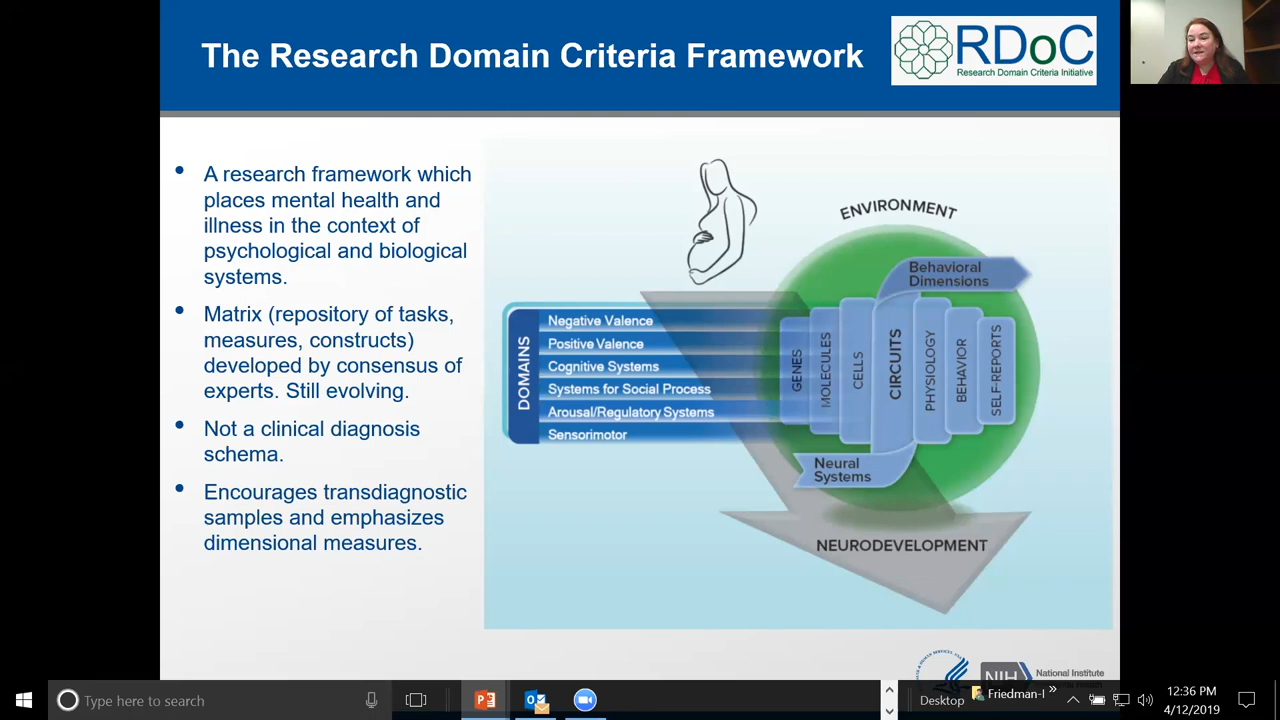 The Research Domain Criteria Framework
RDoC
Research Domain Criteria Initiative
• A research framework which
places mental health and
illness in the context of
psychological and biological
systems.
• Matrix (repository of tasks,
measures, constructs)
developed by consensus of
experts. Still evolving.
• Not a clinical diagnosis
schema.
• Encourages transdiagnostic
samples and emphasizes
dimensional measures.
ENVIRONMENT
Behavioral
Dimensions
DOMAINS
Negative Valence
Positive Valence
Cognitive Systems
Systems for Social Process
Arousal/Regulatory Systems
Sensorimotor
GENES
MOLECULES
CELLS
CIRCUITS
PHYSIOLOGY
BEHAVIOR
SELF-REPORTS
Neural
Systems
NEURODEVELOPMENT
NIH
National Institute
Type here to search
Desktop
Friedman-I
12:36 PM
4/12/2019